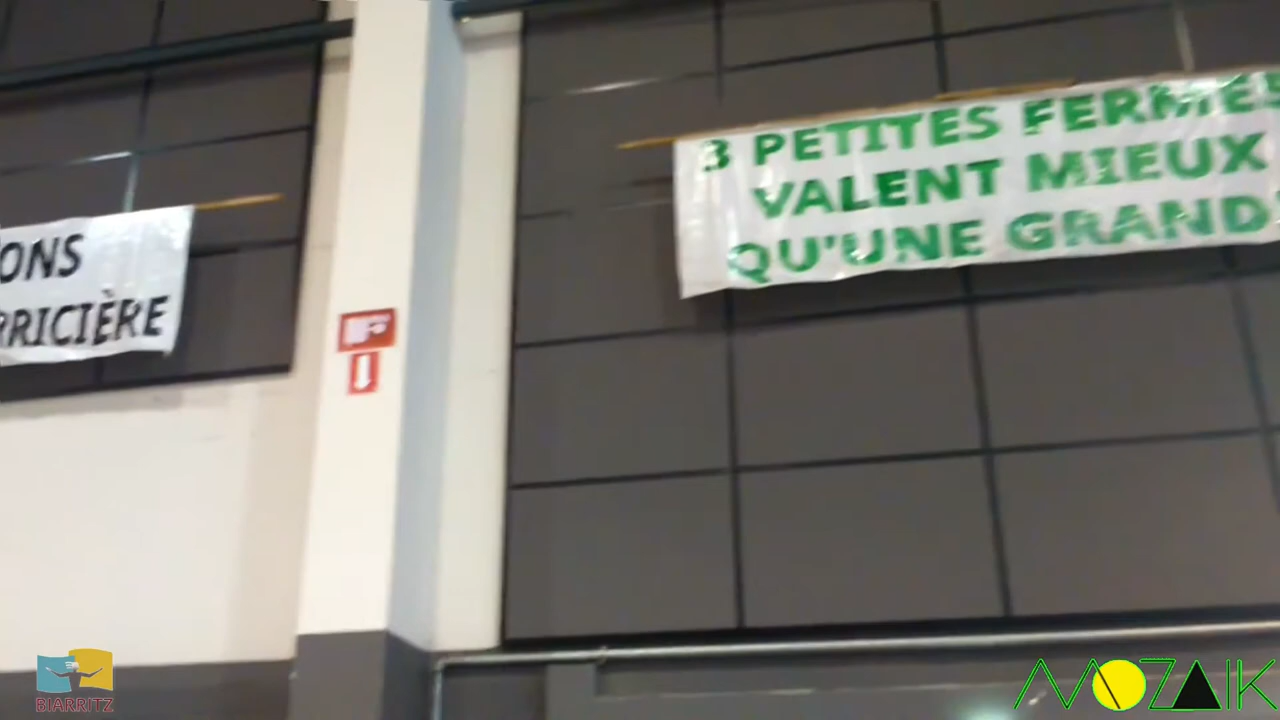 ONS
RRICIÈRE
3 PETITES FERMES
VALENT MIEUX
QU'UNE GRAND
BIARRITZ
MOZAIK